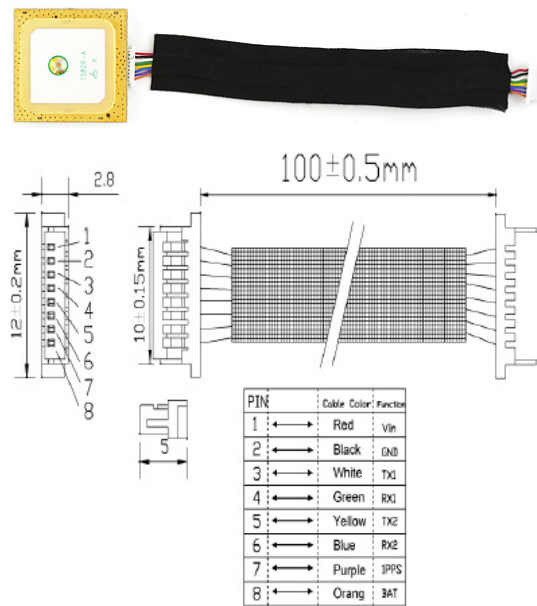 1582R-A
100±0.5mm
2.8
12±0.2mm
10±0.15mm
1
2
3
4
5
6
7
8
5
PIN Cable Color Function
1 Red Vin
2 Black GND
3 White TX1
4 Green RX1
5 Yellow TX2
6 Blue RX2
7 Purple 1PPS
8 Orang BAT